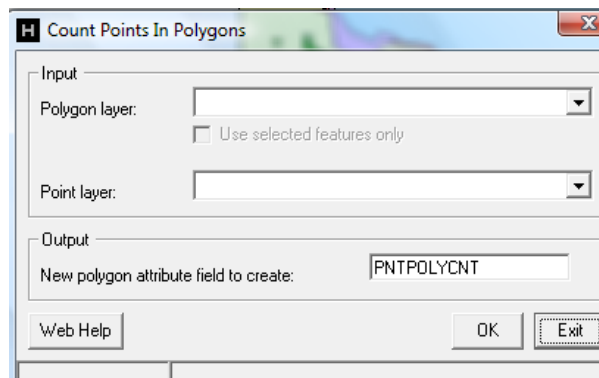 H Count Points In Polygons
Input
Polygon layer:
Use selected features only
Point layer:
Output
New polygon attribute field to create: PNTPOLYCNT
Web Help OK Exit